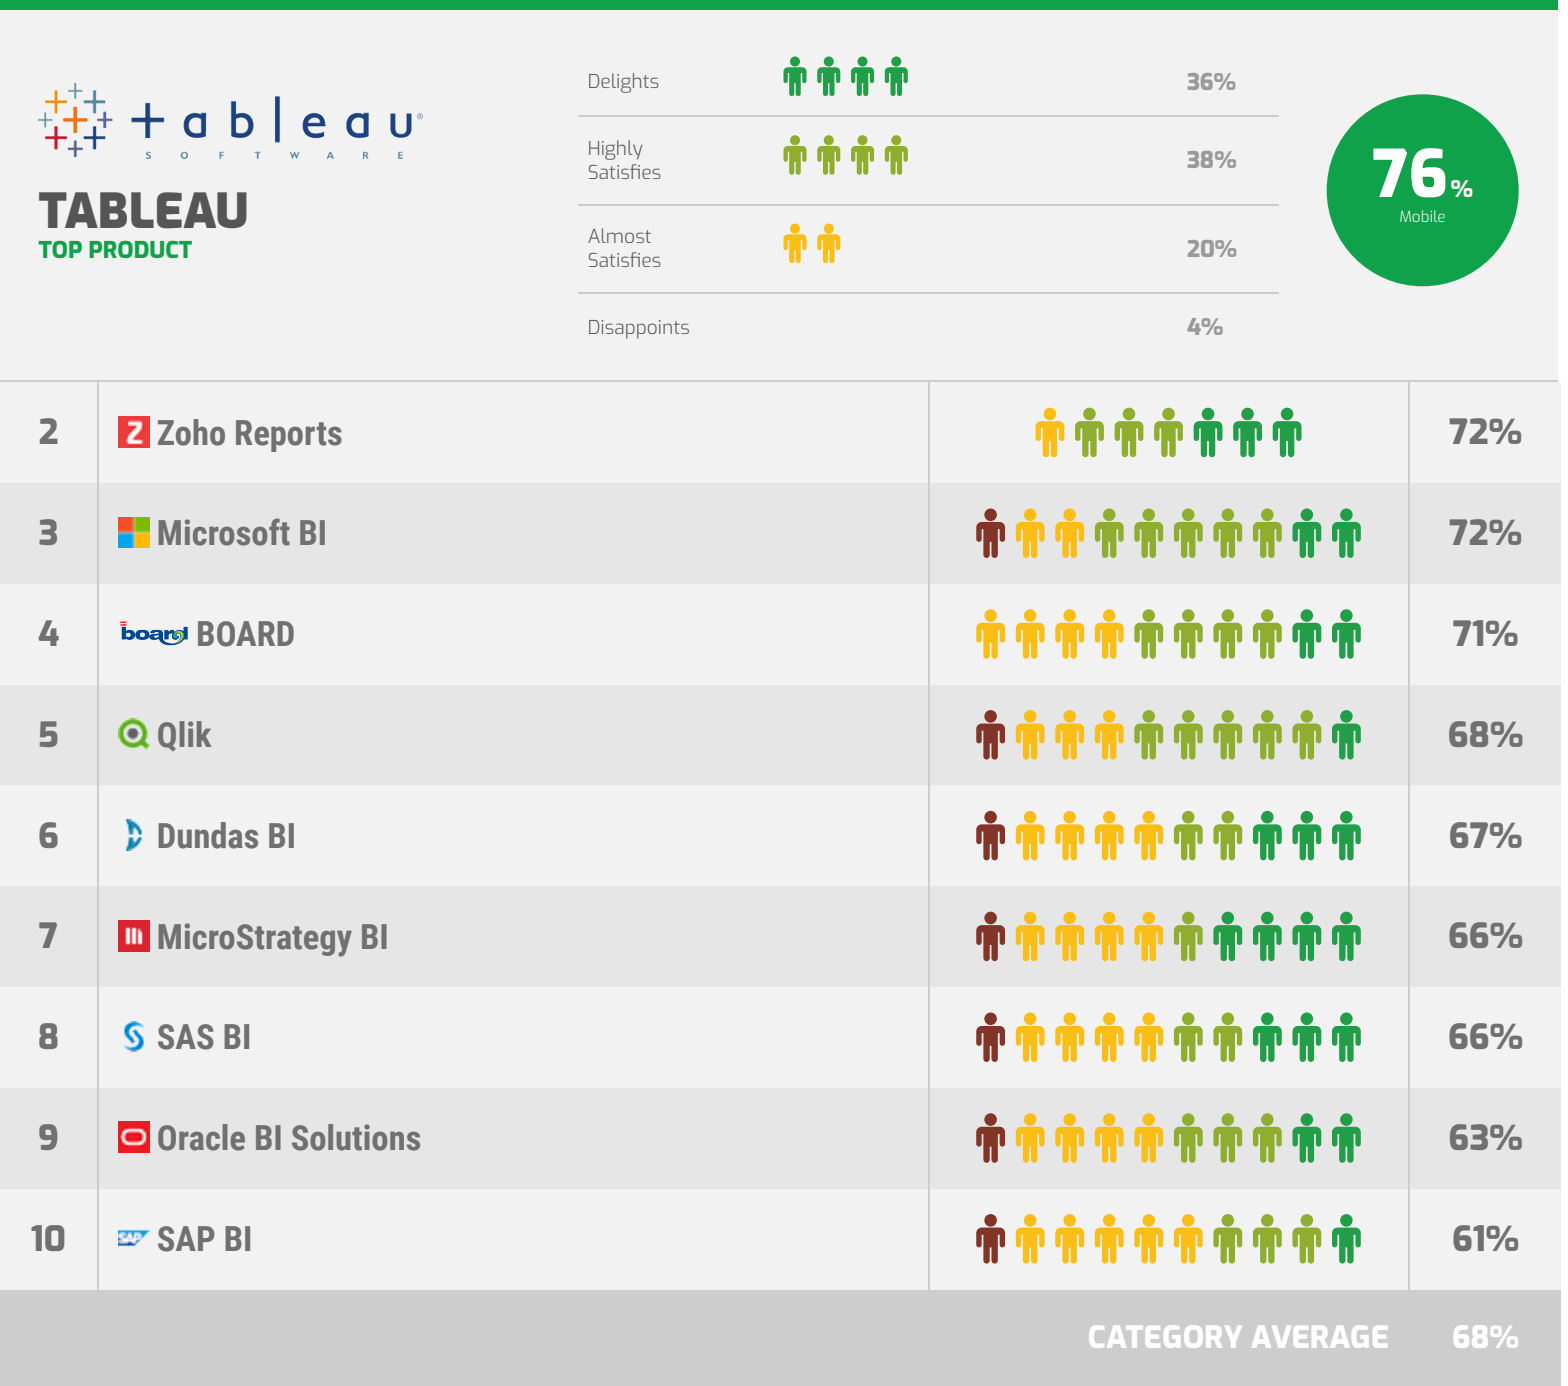 tableau®
SOFTWARE
TABLEAU
TOP PRODUCT
Delights 36%
Highly
Satisfies 38%
Almost
Satisfies 20%
Disappoints 4%
76%
Mobile
2 Z Zoho Reports 72%
3 Microsoft BI 72%
4 board BOARD 71%
5 Qlik 68%
6 Dundas BI 67%
7 MicroStrategy BI 66%
8 SAS BI 66%
9 Oracle BI Solutions 63%
10 SAP SAP BI 61%
CATEGORY AVERAGE 68%